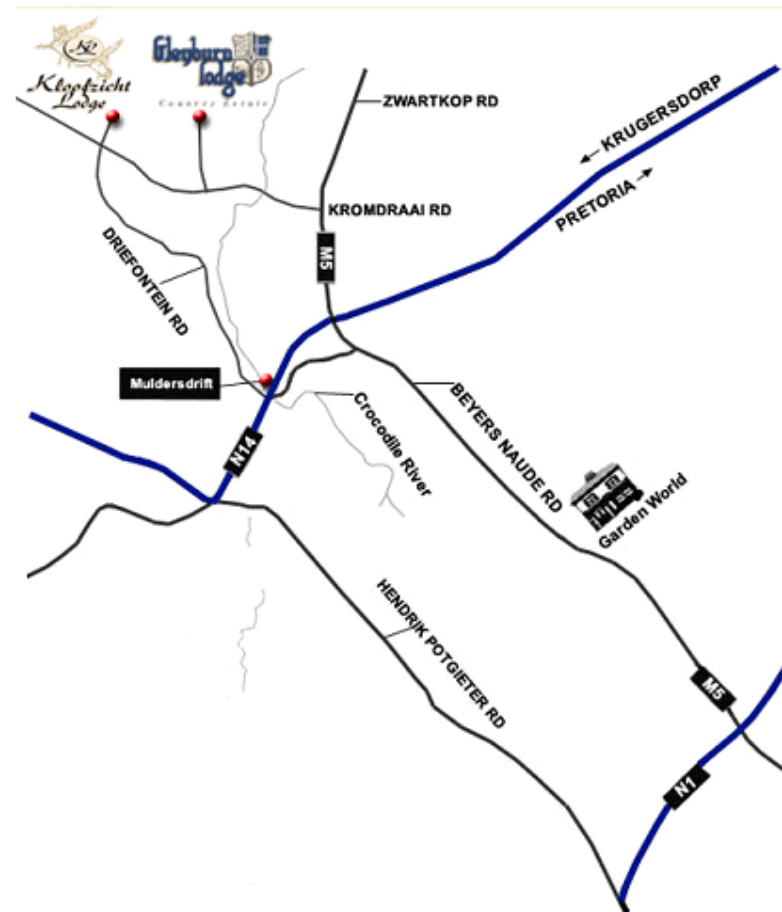 Kloofzicht
Lodge
Glenburn
lodge
Country Estate
ZWARTKOP RD
KRUGERSDORP
PRETORIA
KROMDRAAI RD
M5
DRIEFONTEIN RD
Muldersdrift
N14
Crocodile River
BEYERS NAUDE RD
Garden World
HENDRIK POTGIETER RD
M5
N1